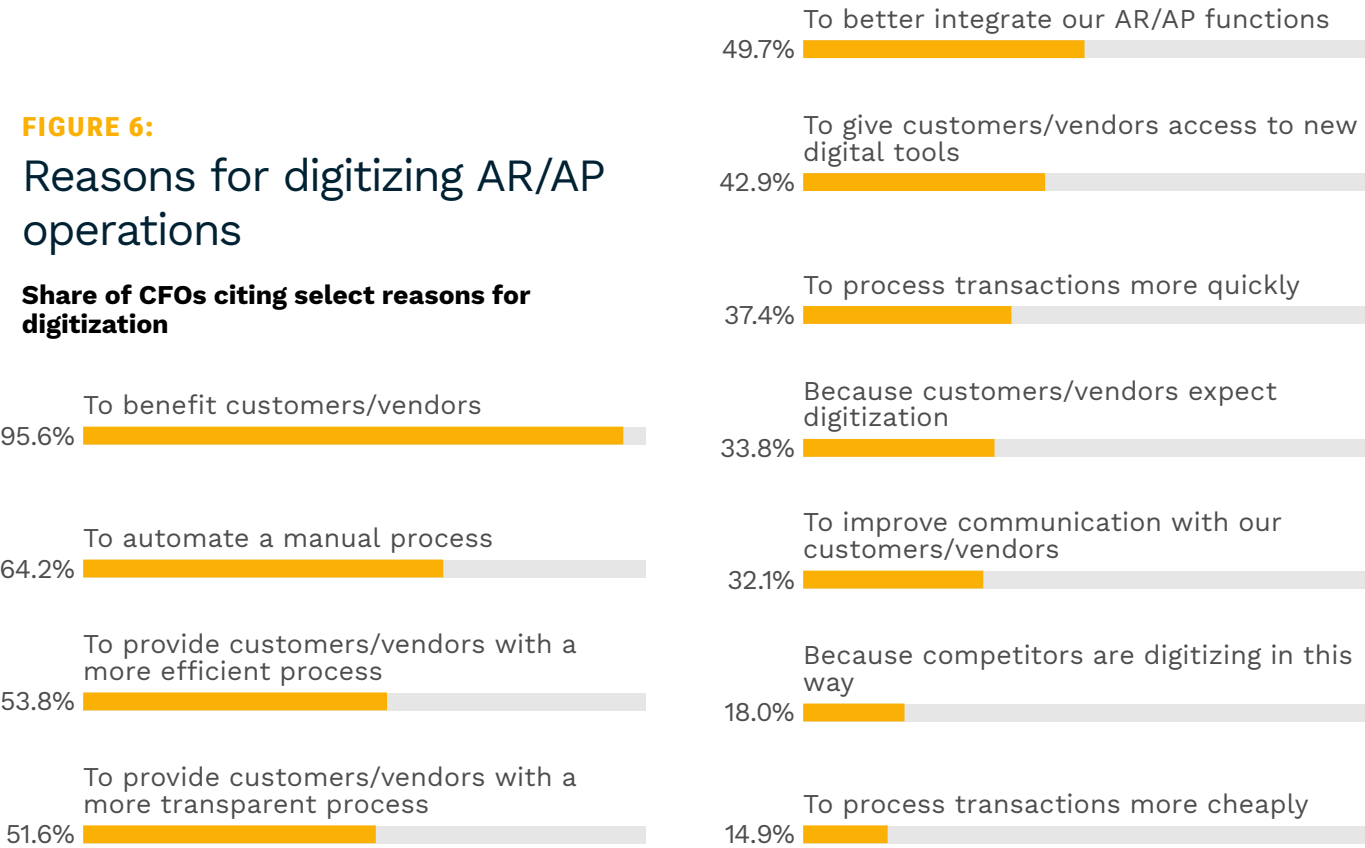 FIGURE 6:
Reasons for digitizing AR/AP
operations
Share of CFOs citing select reasons for
digitization
To benefit customers/vendors
95.6%
To automate a manual process
64.2%
To provide customers/vendors with a
more efficient process
53.8%
To provide customers/vendors with a
more transparent process
51.6%
To better integrate our AR/AP functions
49.7%
To give customers/vendors access to new
digital tools
42.9%
To process transactions more quickly
37.4%
Because customers/vendors expect
digitization
33.8%
To improve communication with our
customers/vendors
32.1%
Because competitors are digitizing in this
way
18.0%
To process transactions more cheaply
14.9%